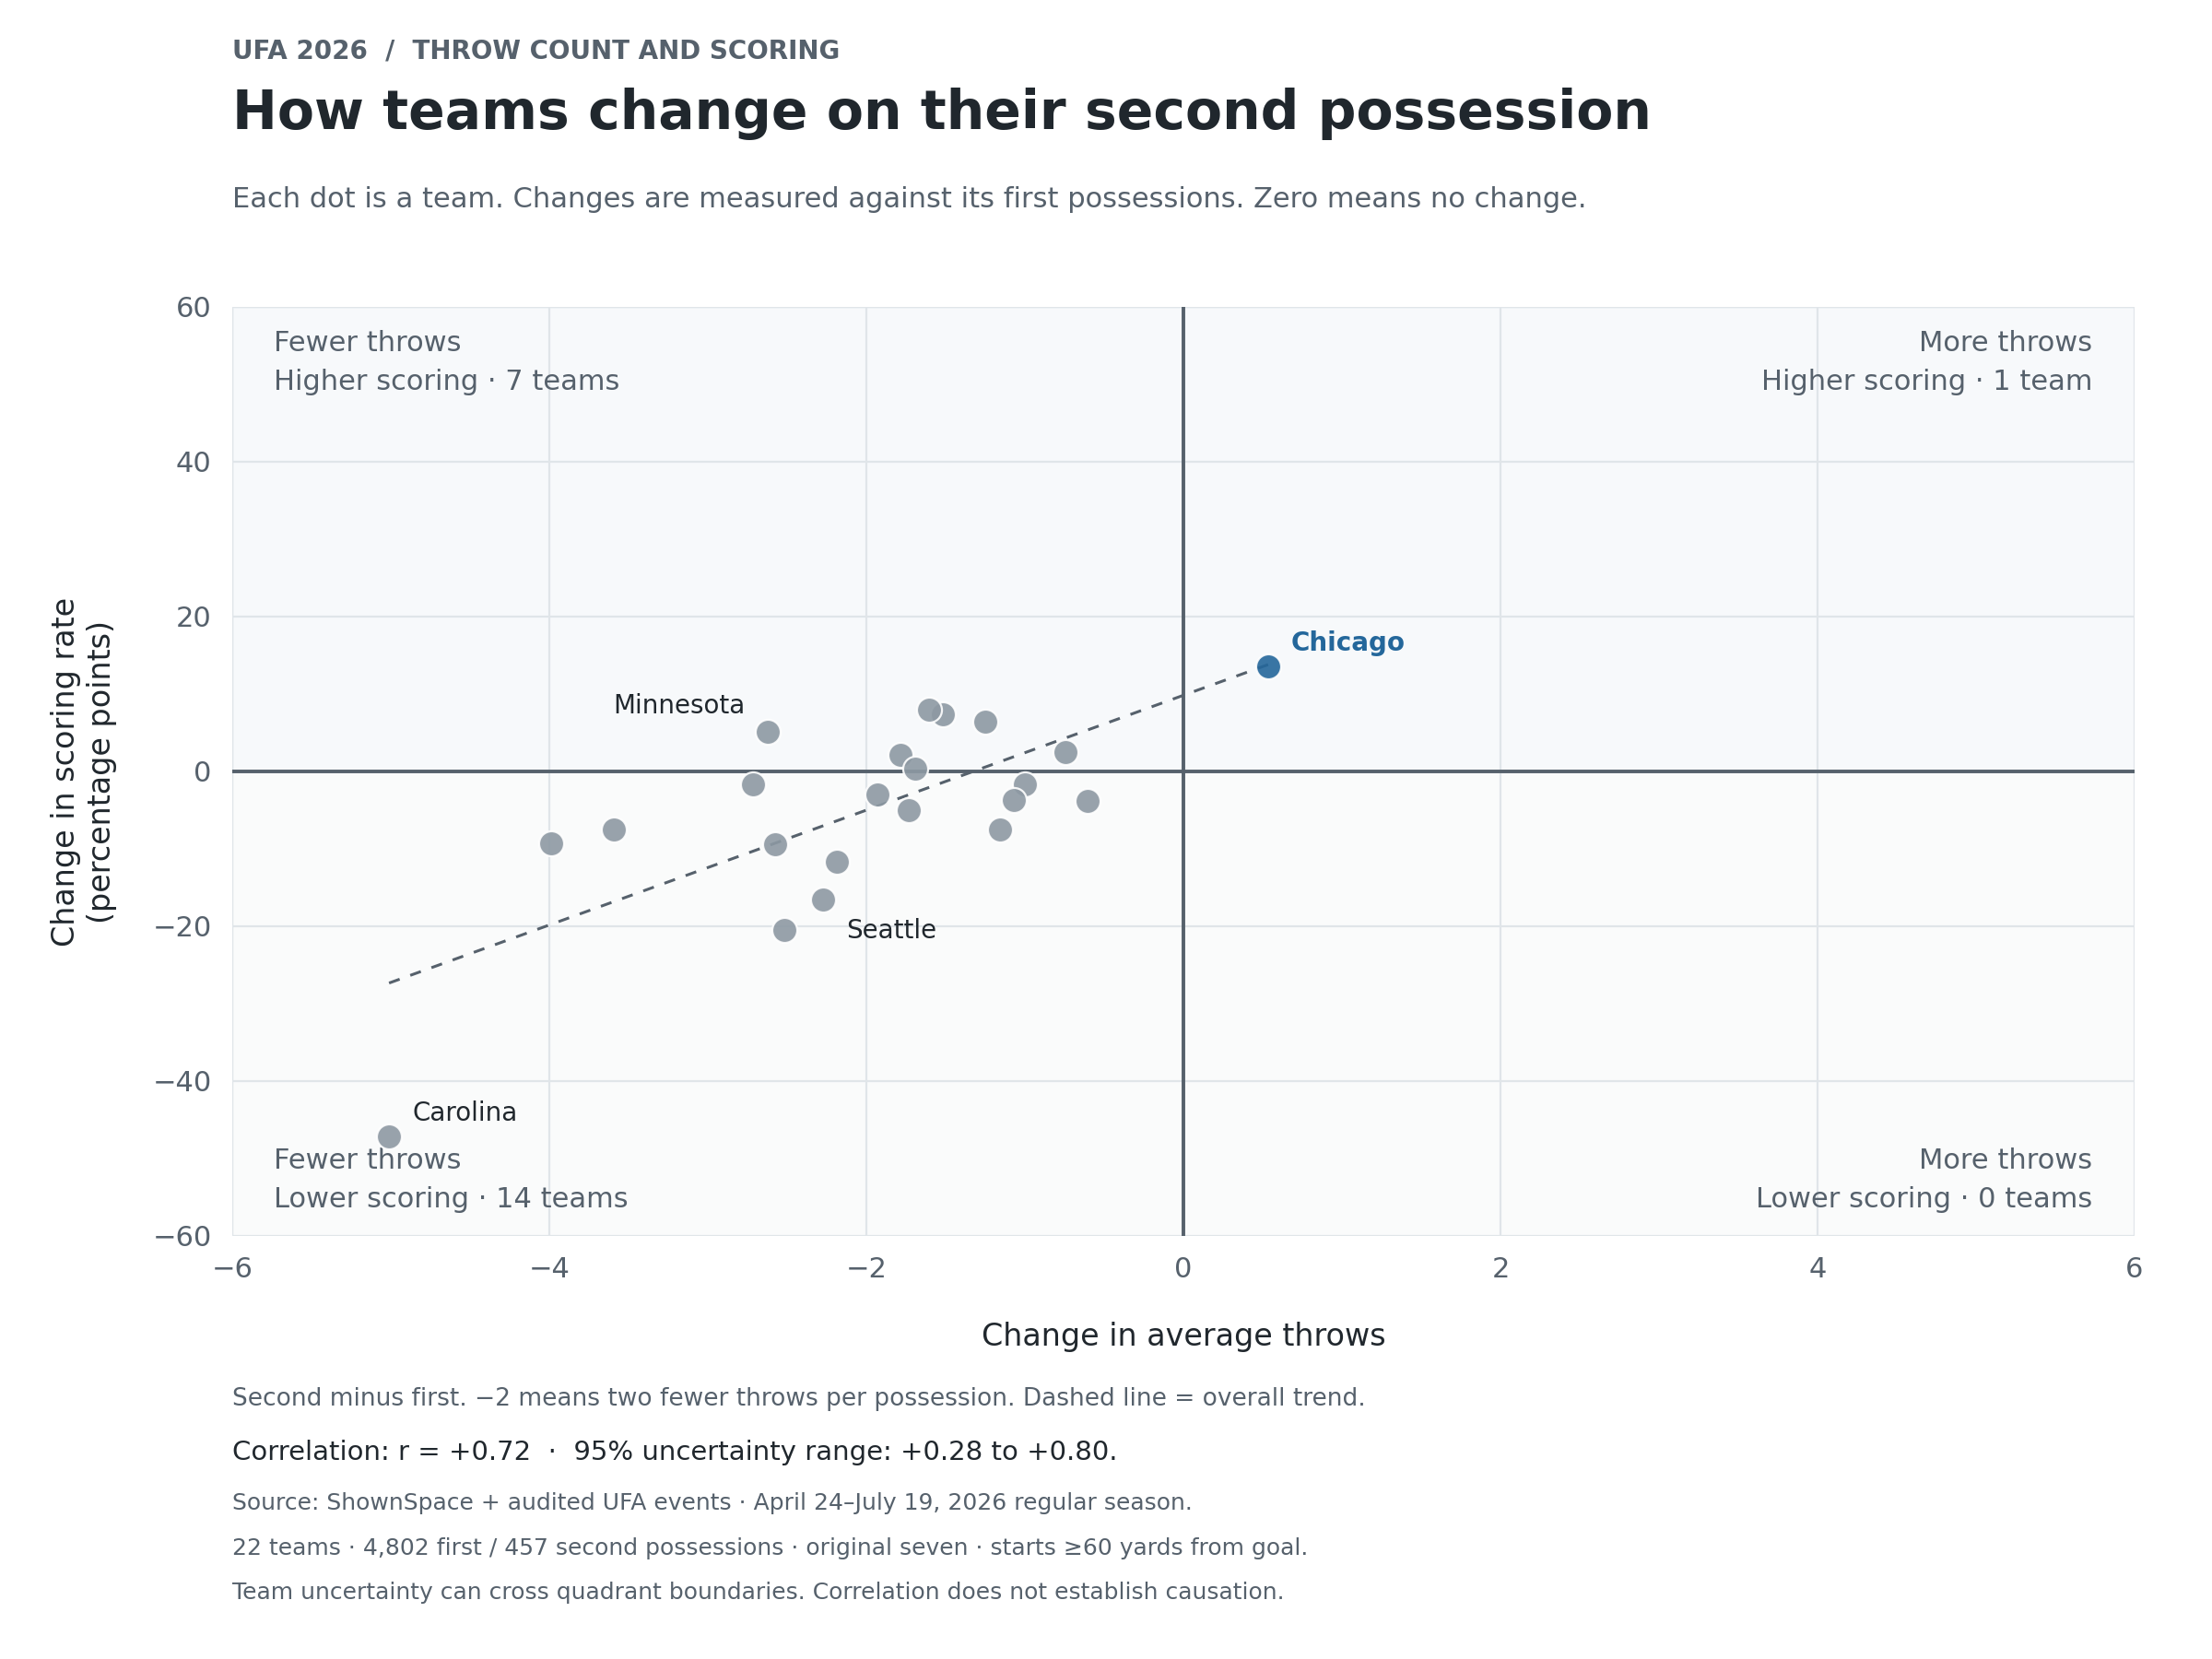 UFA 2026 / THROW COUNT AND SCORING
How teams change on their second possession
Each dot is a team. Changes are measured against its first possessions. Zero means no change.
60
Fewer throws
Higher scoring · 7 teams
More throws
Higher scoring · 1 team
40
20
Chicago
Minnesota
0
Change in scoring rate
(percentage points)
−20
Seattle
−40
Carolina
Fewer throws
Lower scoring · 14 teams
More throws
Lower scoring · 0 teams
−60
−6
−4
−2
0
2
4
6
Change in average throws
Second minus first. −2 means two fewer throws per possession. Dashed line = overall trend.
Correlation: r = +0.72 · 95% uncertainty range: +0.28 to +0.80.
Source: ShownSpace + audited UFA events · April 24–July 19, 2026 regular season.
22 teams · 4,802 first / 457 second possessions · original seven · starts ≥60 yards from goal.
Team uncertainty can cross quadrant boundaries. Correlation does not establish causation.